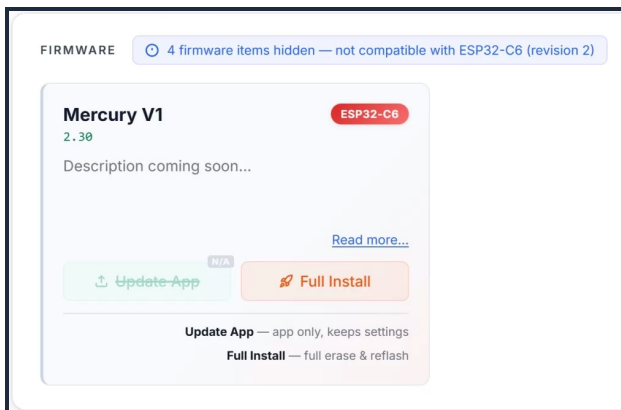 FIRMWARE 4 firmware items hidden — not compatible with ESP32-C6 (revision 2)
Mercury V1 ESP32-C6
2.30
Description coming soon...
Read more...
N/A
Update App Full Install
Update App — app only, keeps settings
Full Install — full erase & reflash